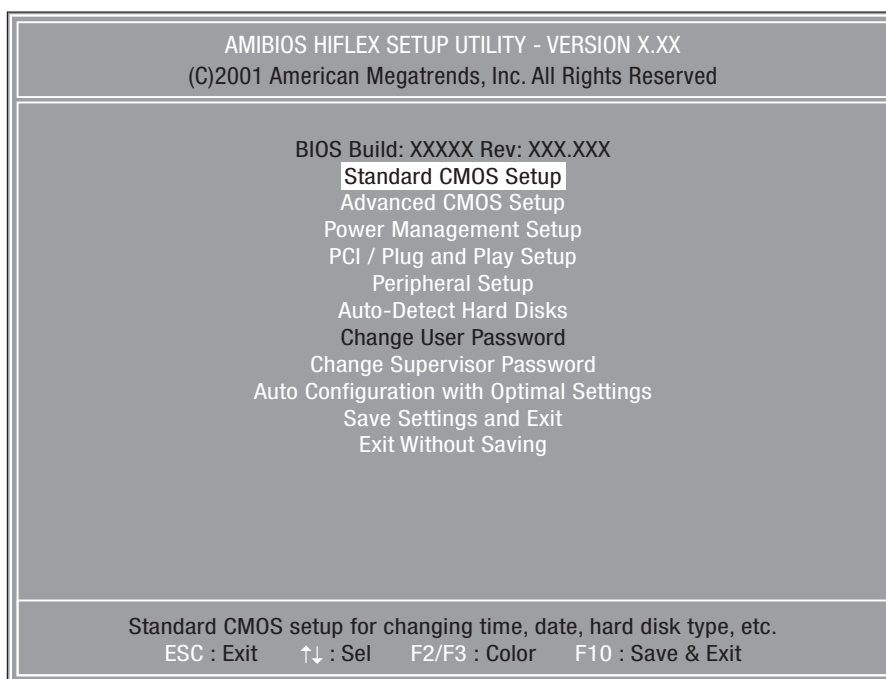 AMIBIOS HIFLEX SETUP UTILITY - VERSION X.XX
(C)2001 American Megatrends, Inc. All Rights Reserved
BIOS Build: XXXXX Rev: XXX.XXX
Standard CMOS Setup
Advanced CMOS Setup
Power Management Setup
PCI / Plug and Play Setup
Peripheral Setup
Auto-Detect Hard Disks
Change User Password
Change Supervisor Password
Auto Configuration with Optimal Settings
Save Settings and Exit
Exit Without Saving
Standard CMOS setup for changing time, date, hard disk type, etc.
ESC : Exit ↑↓ : Sel F2/F3 : Color F10 : Save & Exit